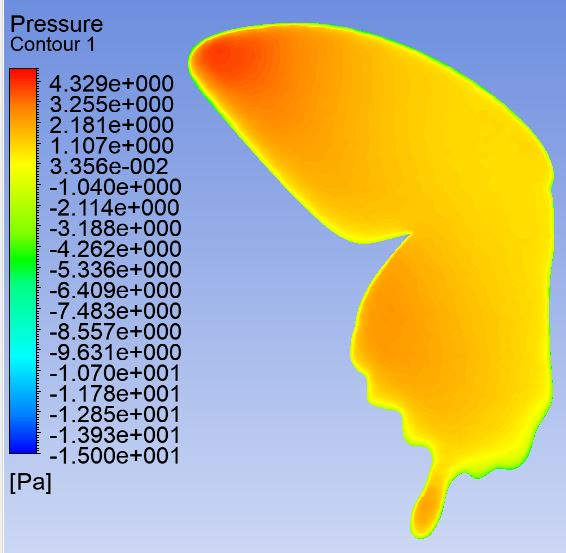 Pressure
Contour 1
4.329e+000
3.255e+000
2.181e+000
1.107e+000
3.356e-002
-1.040e+000
-2.114e+000
-3.188e+000
-4.262e+000
-5.336e+000
-6.409e+000
-7.483e+000
-8.557e+000
-9.631e+000
-1.070e+001
-1.178e+001
-1.285e+001
-1.393e+001
-1.500e+001
[Pa]